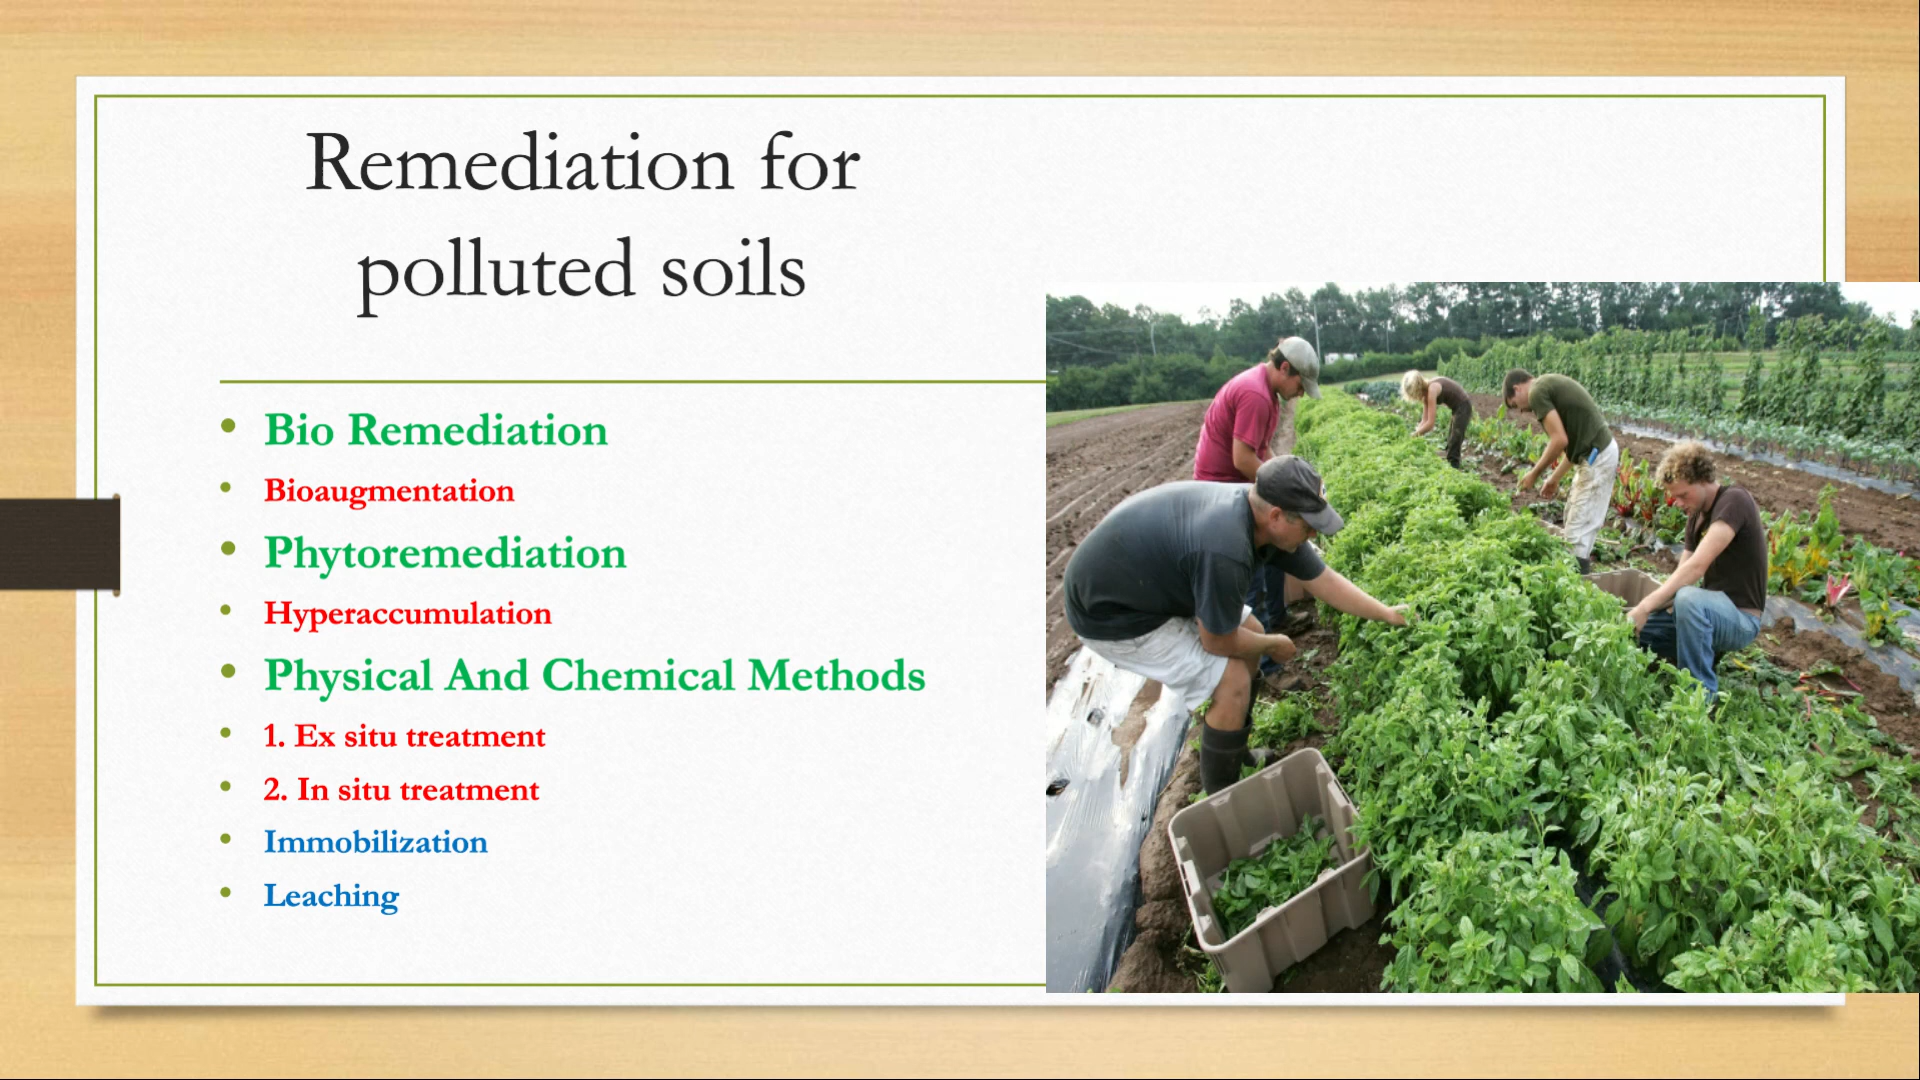 Remediation for
polluted soils
• Bio Remediation
• Bioaugmentation
• Phytoremediation
• Hyperaccumulation
• Physical And Chemical Methods
• 1. Ex situ treatment
• 2. In situ treatment
• Immobilization
• Leaching